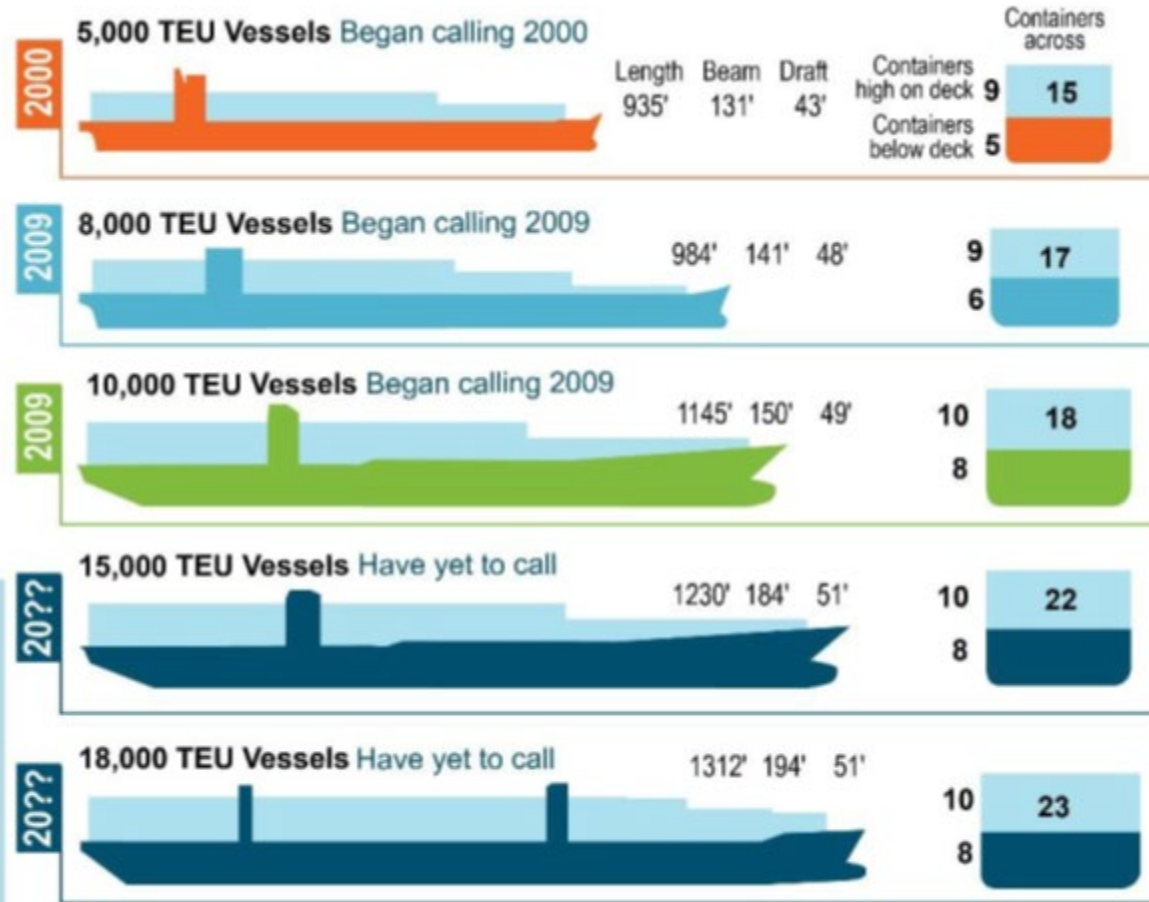 Containers
across
5,000 TEU Vessels Began calling 2000
2000
Length Beam Draft
935' 131' 43'
Containers
high on deck 9
15
Containers
below deck 5
2009
8,000 TEU Vessels Began calling 2009
984' 141' 48'
9
17
6
2009
10,000 TEU Vessels Began calling 2009
1145' 150' 49'
10
18
8
20??
15,000 TEU Vessels Have yet to call
1230' 184' 51'
10
22
8
20??
18,000 TEU Vessels Have yet to call
1312' 194' 51'
10
23
8